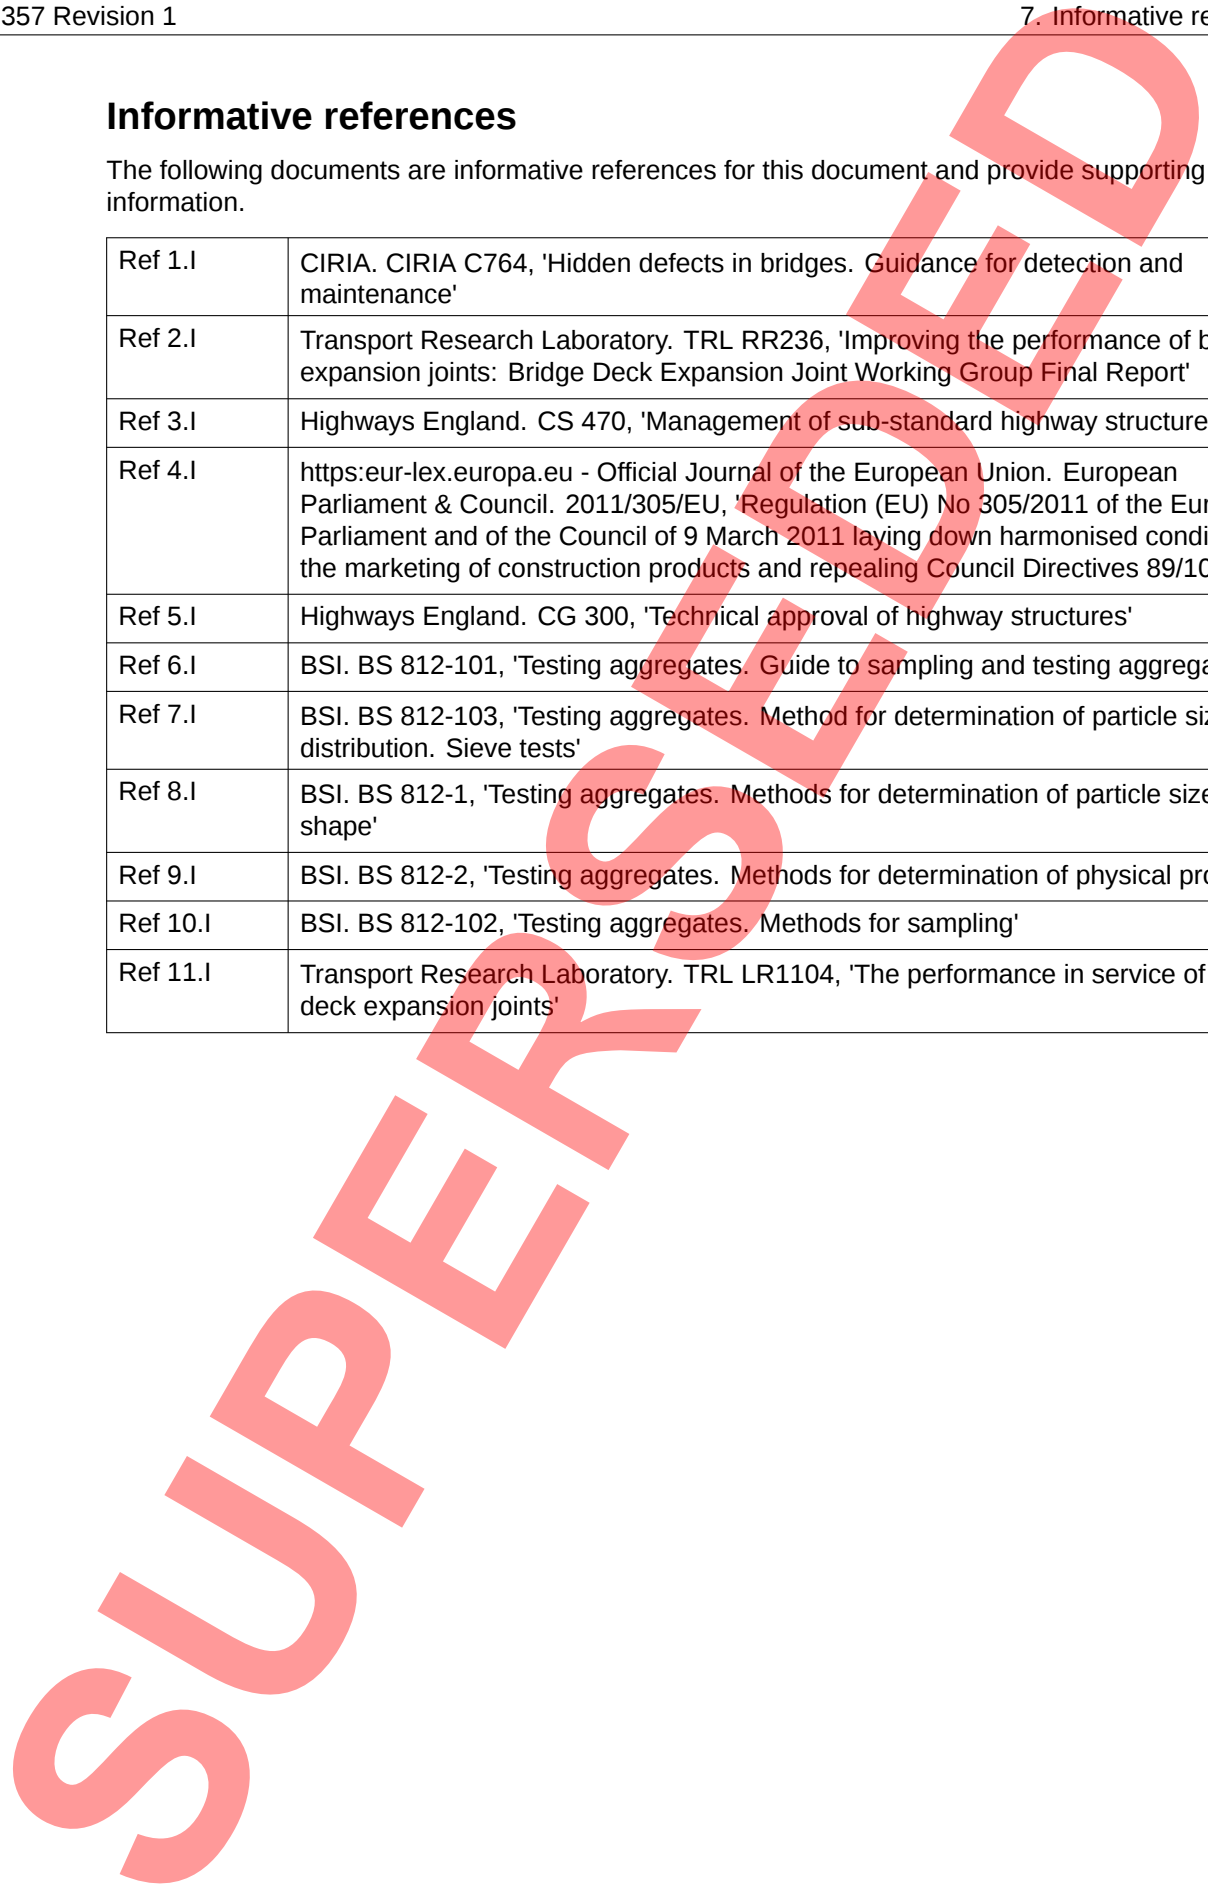 357 Revision 1 7. Informative re
Informative references
The following documents are informative references for this document and provide supporting
information.
Ref 1.I CIRIA. CIRIA C764, 'Hidden defects in bridges. Guidance for detection and
maintenance'
Ref 2.I Transport Research Laboratory. TRL RR236, 'Improving the performance of b
expansion joints: Bridge Deck Expansion Joint Working Group Final Report'
Ref 3.I Highways England. CS 470, 'Management of sub-standard highway structure
Ref 4.I https:eur-lex.europa.eu - Official Journal of the European Union. European
Parliament & Council. 2011/305/EU, 'Regulation (EU) No 305/2011 of the Eur
Parliament and of the Council of 9 March 2011 laying down harmonised condi
the marketing of construction products and repealing Council Directives 89/10
Ref 5.I Highways England. CG 300, 'Technical approval of highway structures'
Ref 6.I BSI. BS 812-101, 'Testing aggregates. Guide to sampling and testing aggrega
Ref 7.I BSI. BS 812-103, 'Testing aggregates. Method for determination of particle siz
distribution. Sieve tests'
Ref 8.I BSI. BS 812-1, 'Testing aggregates. Methods for determination of particle size
shape'
Ref 9.I BSI. BS 812-2, 'Testing aggregates. Methods for determination of physical pro
Ref 10.I BSI. BS 812-102, 'Testing aggregates. Methods for sampling'
Ref 11.I Transport Research Laboratory. TRL LR1104, 'The performance in service of
deck expansion joints'
SUPERSEDED